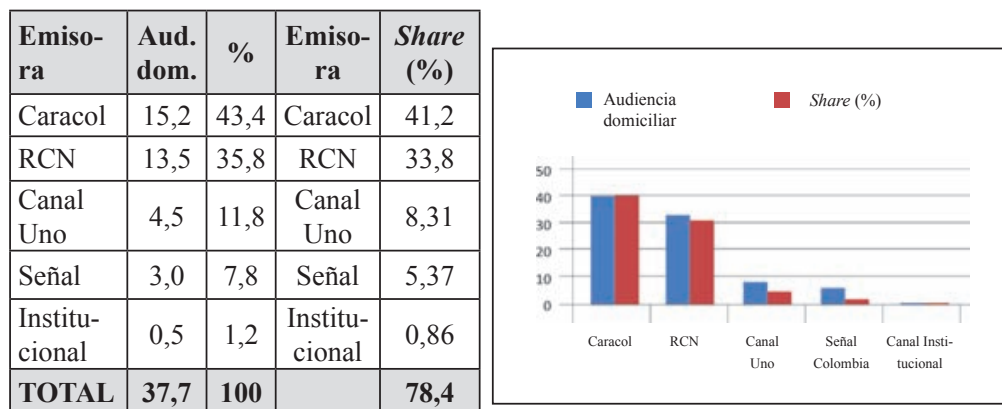 Emiso-
ra Aud.
dom. % Emiso-
ra Share
(%)
Caracol 15,2 43,4 Caracol 41,2
RCN 13,5 35,8 RCN 33,8
Canal
Uno 4,5 11,8 Canal
Uno 8,31
Señal 3,0 7,8 Señal 5,37
Institu-
cional 0,5 1,2 Institu-
cional 0,86
TOTAL 37,7 100 78,4
Audiencia
domiciliar
Share (%)
50
40
30
20
10
0
Caracol RCN Canal
Uno Señal
Colombia Canal Insti-
tucional